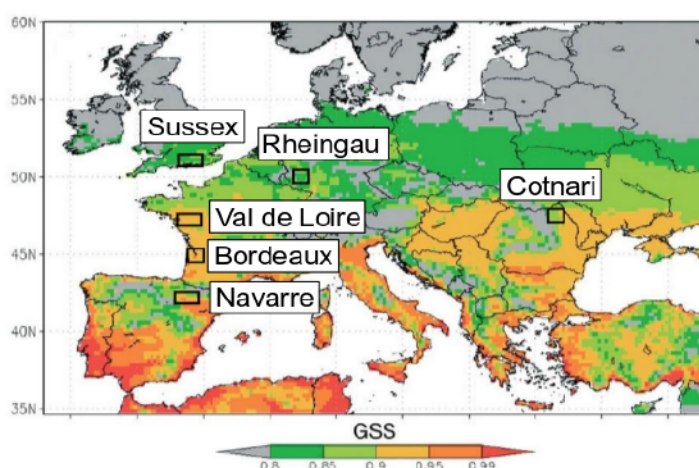 60N
55N
50N
45N
40N
35N
Sussex
Rheingau
Cotnari
Val de Loire
Bordeaux
Navarre
GSS
0.8 0.85 0.9 0.95 0.99